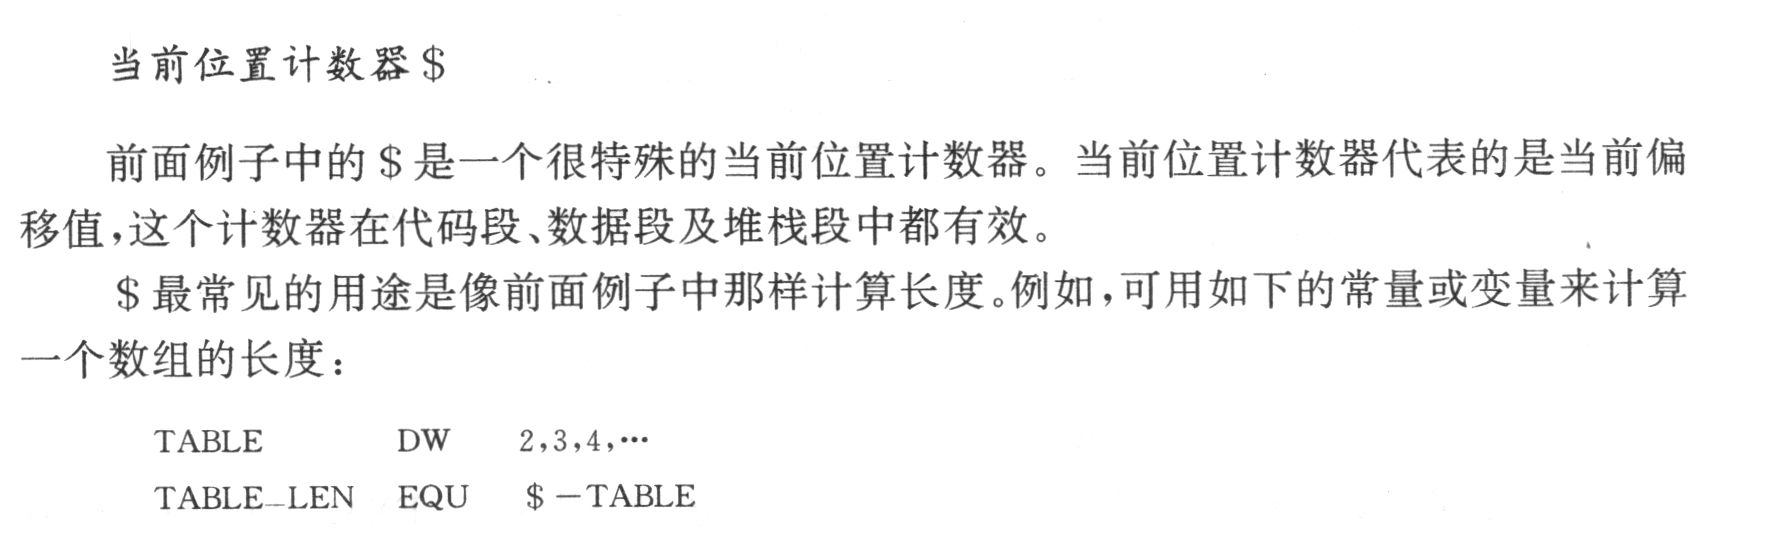 当前位置计数器$
前面例子中的$是一个很特殊的当前位置计数器。当前位置计数器代表的是当前偏
移值,这个计数器在代码段、数据段及堆栈段中都有效。
$最常见的用途是像前面例子中那样计算长度。例如,可用如下的常量或变量来计算
一个数组的长度:
TABLE DW 2,3,4,…
TABLE_LEN EQU $-TABLE